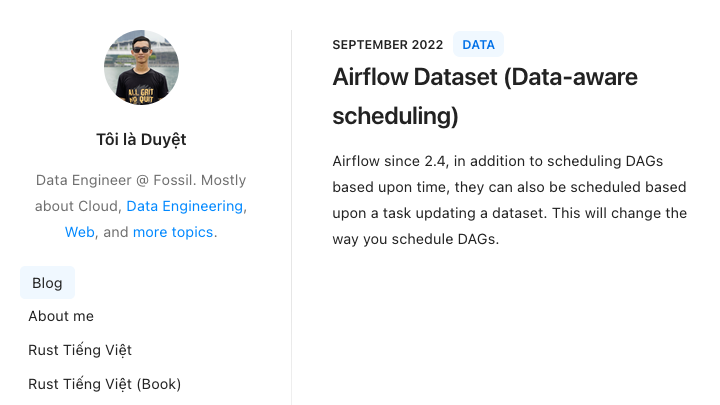 ALL GRIT
NO QUIT
Tôi là Duyệt
Data Engineer @ Fossil. Mostly
about Cloud, Data Engineering,
Web, and more topics.
Blog
About me
Rust Tiếng Việt
Rust Tiếng Việt (Book)
SEPTEMBER 2022 DATA
Airflow Dataset (Data-aware
scheduling)
Airflow since 2.4, in addition to scheduling DAGs
based upon time, they can also be scheduled based
upon a task updating a dataset. This will change the
way you schedule DAGs.